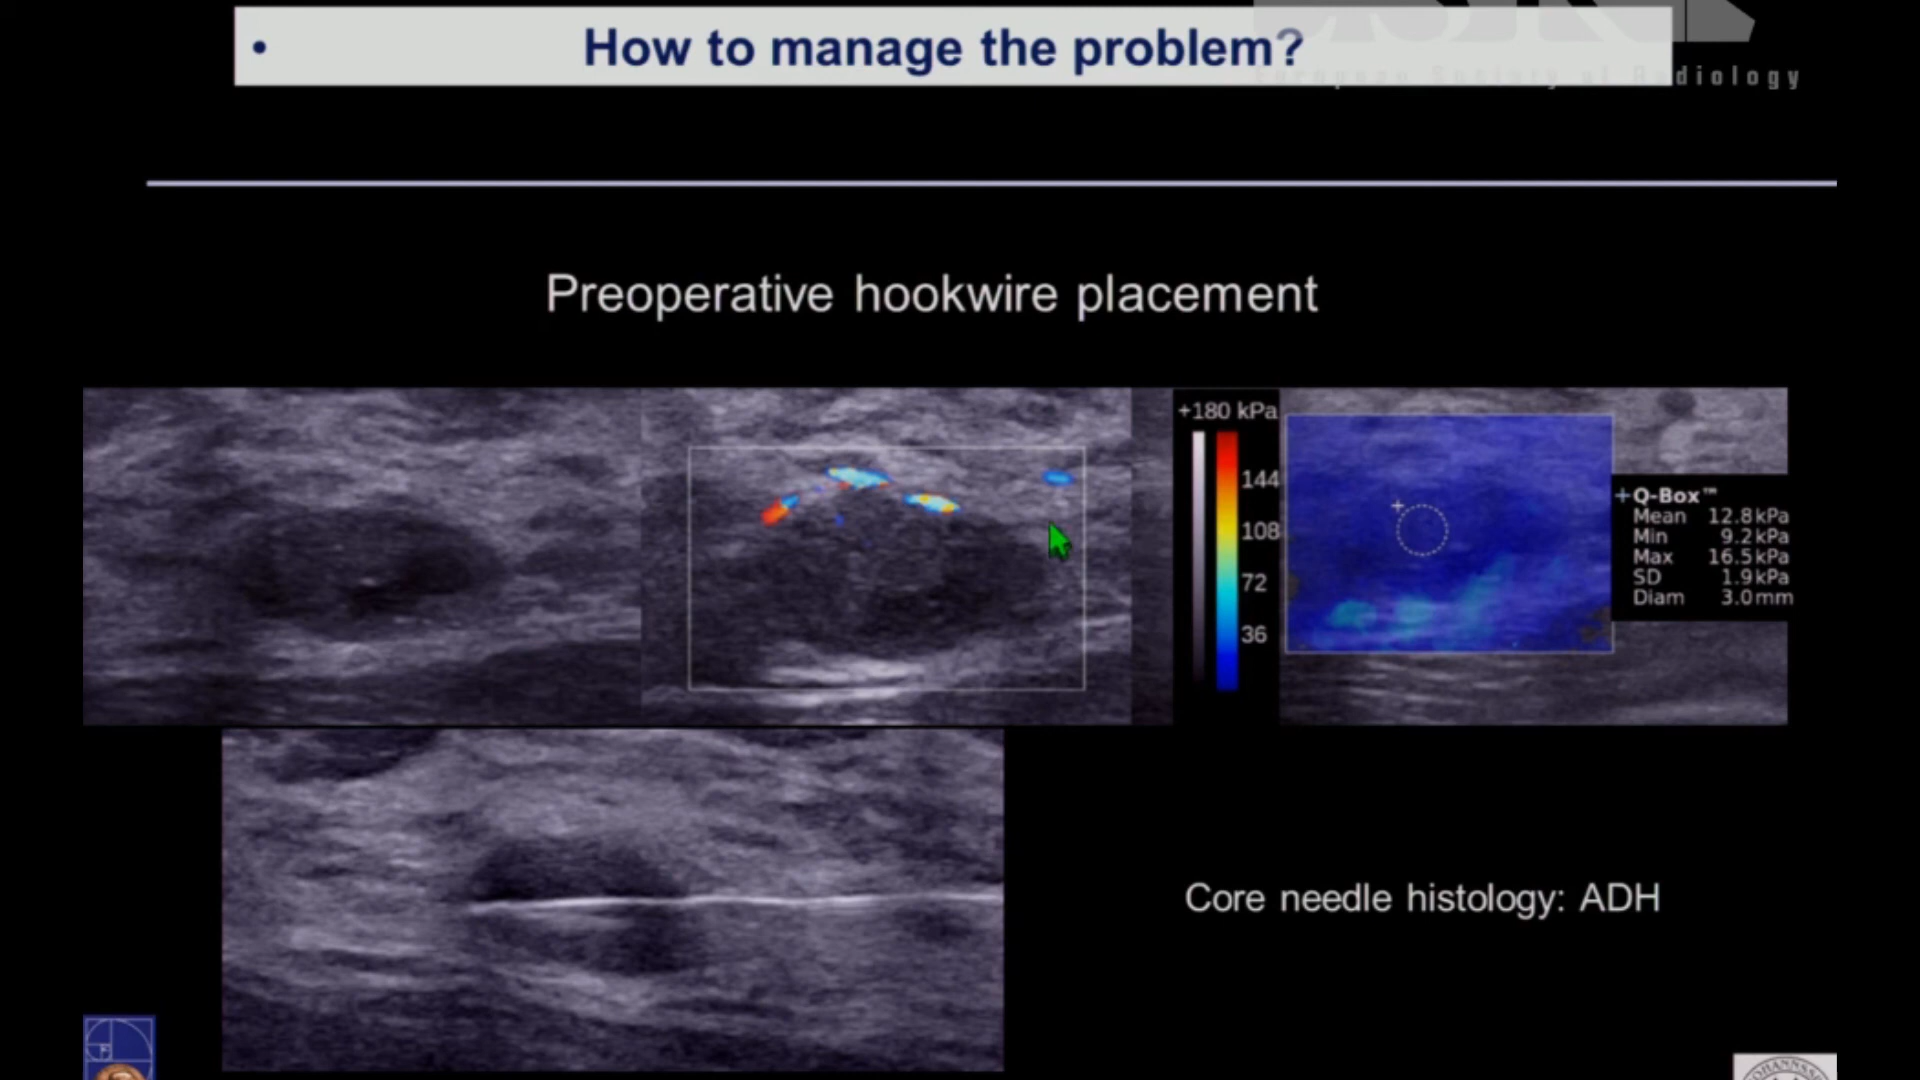 • How to manage the problem?
European Society of Radiology
Preoperative hookwire placement
+180 kPa
144
108
72
36
+Q-Box™
Mean 12.8kPa
Min 9.2kPa
Max 16.5kPa
SD 1.9kPa
Diam 3.0mm
Core needle histology: ADH